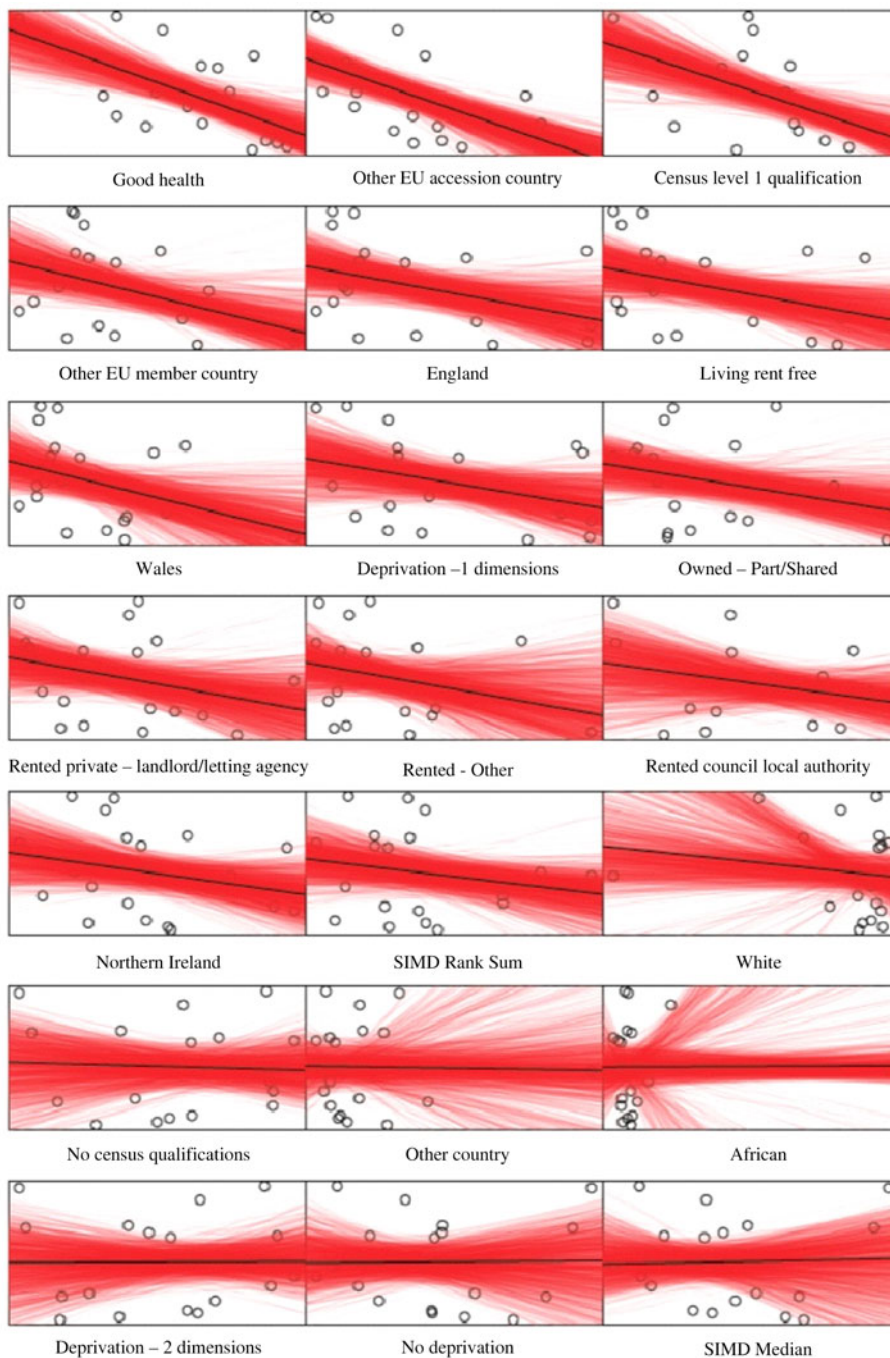 Good health
Other EU accession country
Census level 1 qualification
Other EU member country
England
Living rent free
Wales
Deprivation –1 dimensions
Owned – Part/Shared
Rented private – landlord/letting agency
Rented - Other
Rented council local authority
Northern Ireland
SIMD Rank Sum
White
No census qualifications
Other country
African
Deprivation – 2 dimensions
No deprivation
SIMD Median